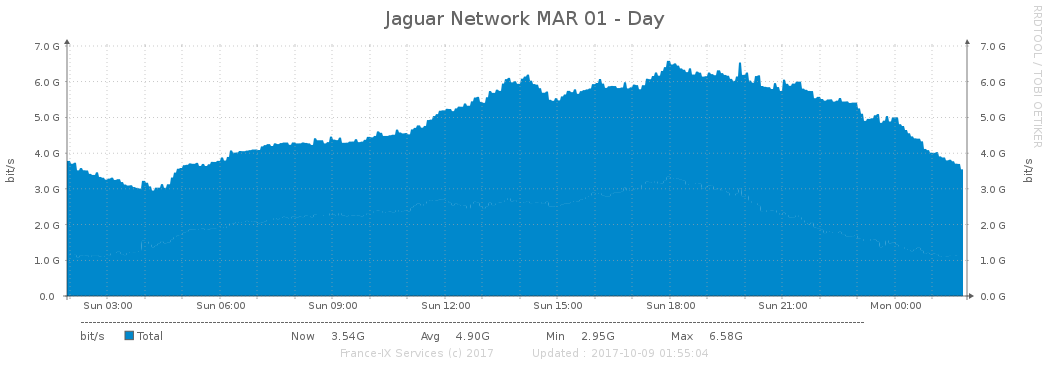 Jaguar Network MAR 01 - Day
RRDTOOL / TOBI OETIKER
bit/s
7.0 G 7.0 G
6.0 G 6.0 G
5.0 G 5.0 G
4.0 G 4.0 G
3.0 G 3.0 G
2.0 G 2.0 G
1.0 G 1.0 G
0.0 0.0 G
bit/s
Sun 03:00 Sun 06:00 Sun 09:00 Sun 12:00 Sun 15:00 Sun 18:00 Sun 21:00 Mon 00:00
bit/s Total Now 3.54G Avg 4.90G Min 2.95G Max 6.58G
France-IX Services (c) 2017 Updated : 2017-10-09 01:55:04